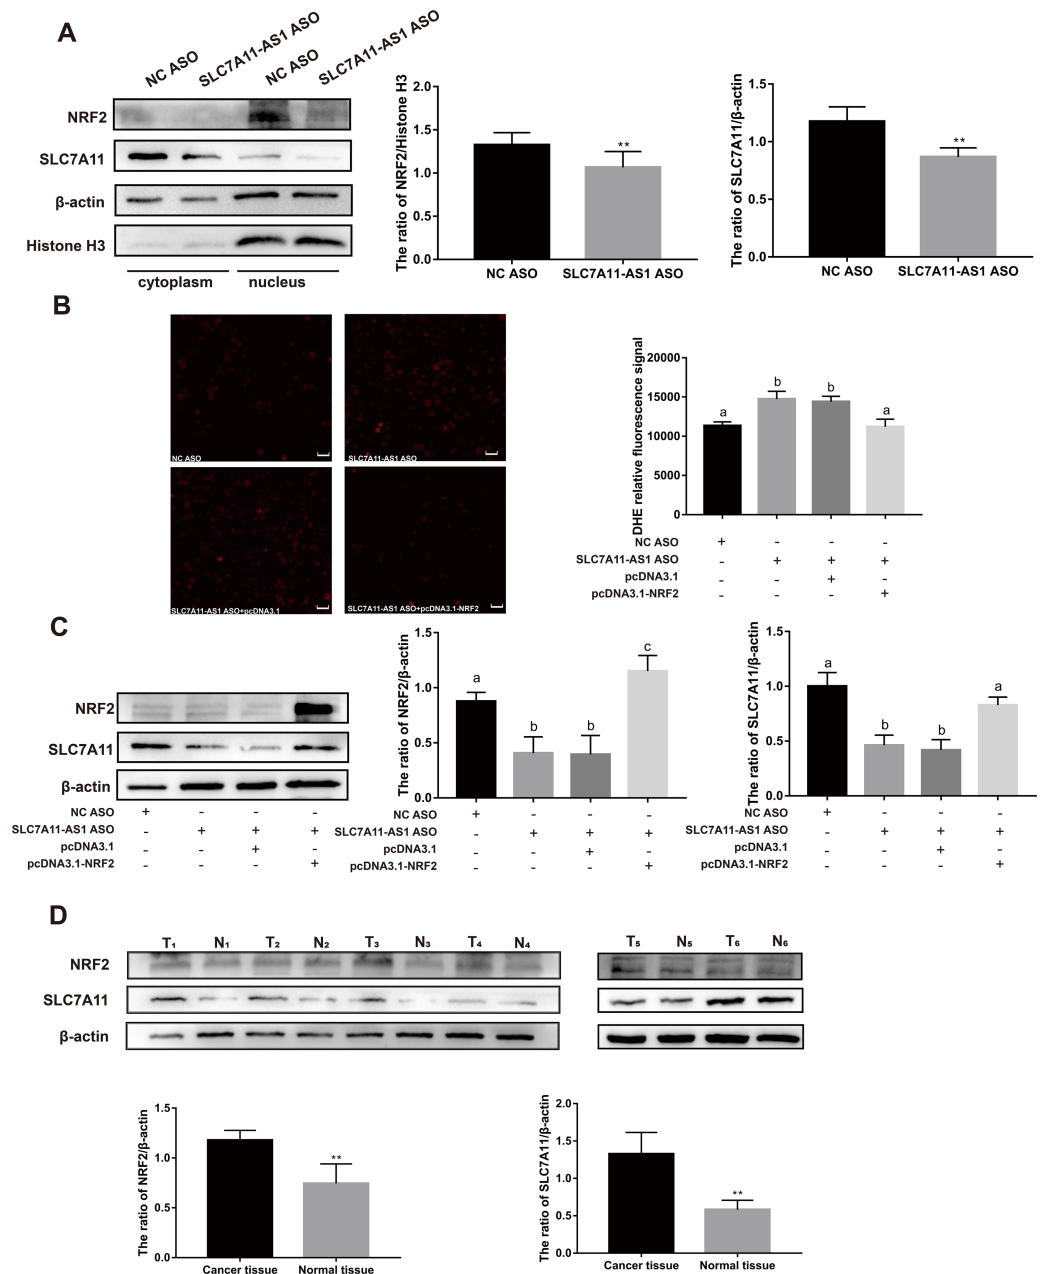 A
NC ASO
SLC7A11-AS1 ASO
NC ASO
SLC7A11-AS1 ASO
NRF2
SLC7A11
β-actin
Histone H3
cytoplasm
nucleus
The ratio of NRF2/Histone H3
2.0
1.5
1.0
0.5
0.0
**
NC ASO
SLC7A11-AS1 ASO
The ratio of SLC7A11/β-actin
1.5
1.0
0.5
0.0
**
NC ASO
SLC7A11-AS1 ASO
B
NC ASO
SLC7A11-AS1 ASO
SLC7A11-AS1 ASO+pcDNA3.1
SLC7A11-AS1 ASO+pcDNA3.1-NRF2
DHE relative fluorescence signal
20000
15000
10000
5000
0
a b b a
NC ASO + - - -
SLC7A11-AS1 ASO - + + +
pcDNA3.1 - - + -
pcDNA3.1-NRF2 - - - +
C
NRF2
SLC7A11
β-actin
NC ASO + - - -
SLC7A11-AS1 ASO - + + +
pcDNA3.1 - - + -
pcDNA3.1-NRF2 - - - +
The ratio of NRF2/β-actin
1.5
1.0
0.5
0.0
a b b c
NC ASO + - - -
SLC7A11-AS1 ASO - + + +
pcDNA3.1 - - + -
pcDNA3.1-NRF2 - - - +
The ratio of SLC7A11/β-actin
1.5
1.0
0.5
0.0
a b b a
NC ASO + - - -
SLC7A11-AS1 ASO - + + +
pcDNA3.1 - - + -
pcDNA3.1-NRF2 - - - +
D
T₁ N₁ T₂ N₂ T₃ N₃ T₄ N₄
T₅ N₅ T₆ N₆
NRF2
SLC7A11
β-actin
The ratio of NRF2/β-actin
1.5
1.0
0.5
0.0
**
Cancer tissue
Normal tissue
The ratio of SLC7A11/β-actin
2.0
1.5
1.0
0.5
0.0
**
Cancer tissue
Normal tissue